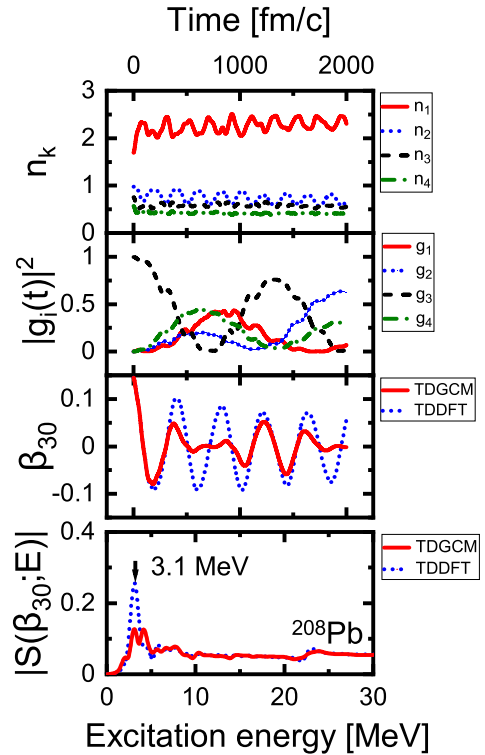 Time [fm/c]
0 1000 2000
3
2
1
0
n_k
n_1
n_2
n_3
n_4
1
0.5
0
|g_i(t)|^2
g_1
g_2
g_3
g_4
0.1
0
-0.1
β_30
TDGCM
TDDFT
0.4
0.2
0
|S(β_30;E)|
3.1 MeV
^208Pb
TDGCM
TDDFT
0 10 20 30
Excitation energy [MeV]